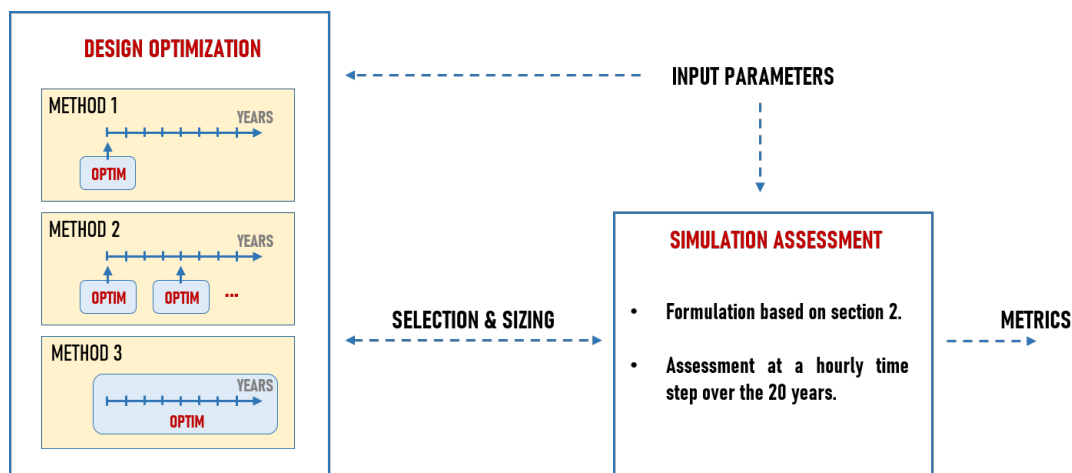 DESIGN OPTIMIZATION
METHOD 1
YEARS
OPTIM
METHOD 2
YEARS
OPTIM
OPTIM
...
METHOD 3
YEARS
OPTIM
INPUT PARAMETERS
SELECTION & SIZING
SIMULATION ASSESSMENT
• Formulation based on section 2.
• Assessment at a hourly time
step over the 20 years.
METRICS